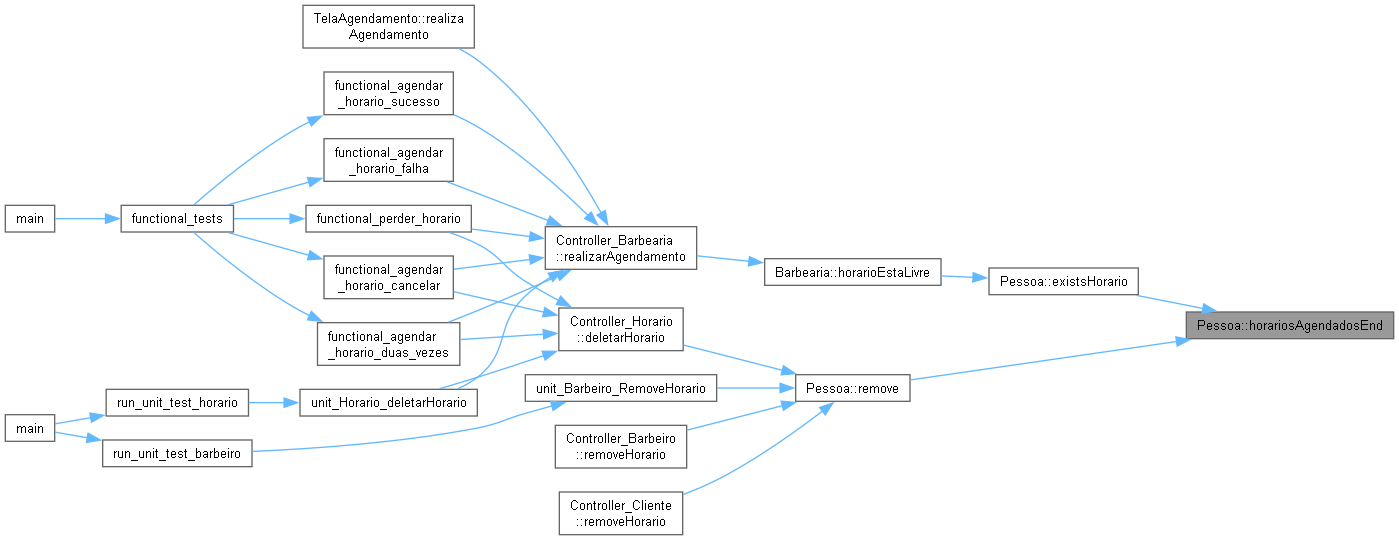 TelaAgendamento::realiza
Agendamento
functional_agendar
_horario_sucesso
functional_agendar
_horario_falha
main
functional_tests
functional_perder_horario
Controller_Barbearia
::realizarAgendamento
functional_agendar
_horario_cancelar
Barbearia::horarioEstaLivre
Pessoa::existsHorario
Controller_Horario
::deletarHorario
Pessoa::horariosAgendadosEnd
functional_agendar
_horario_duas_vezes
unit_Barbeiro_RemoveHorario
Pessoa::remove
run_unit_test_horario
unit_Horario_deletarHorario
main
run_unit_test_barbeiro
Controller_Barbeiro
::removeHorario
Controller_Cliente
::removeHorario